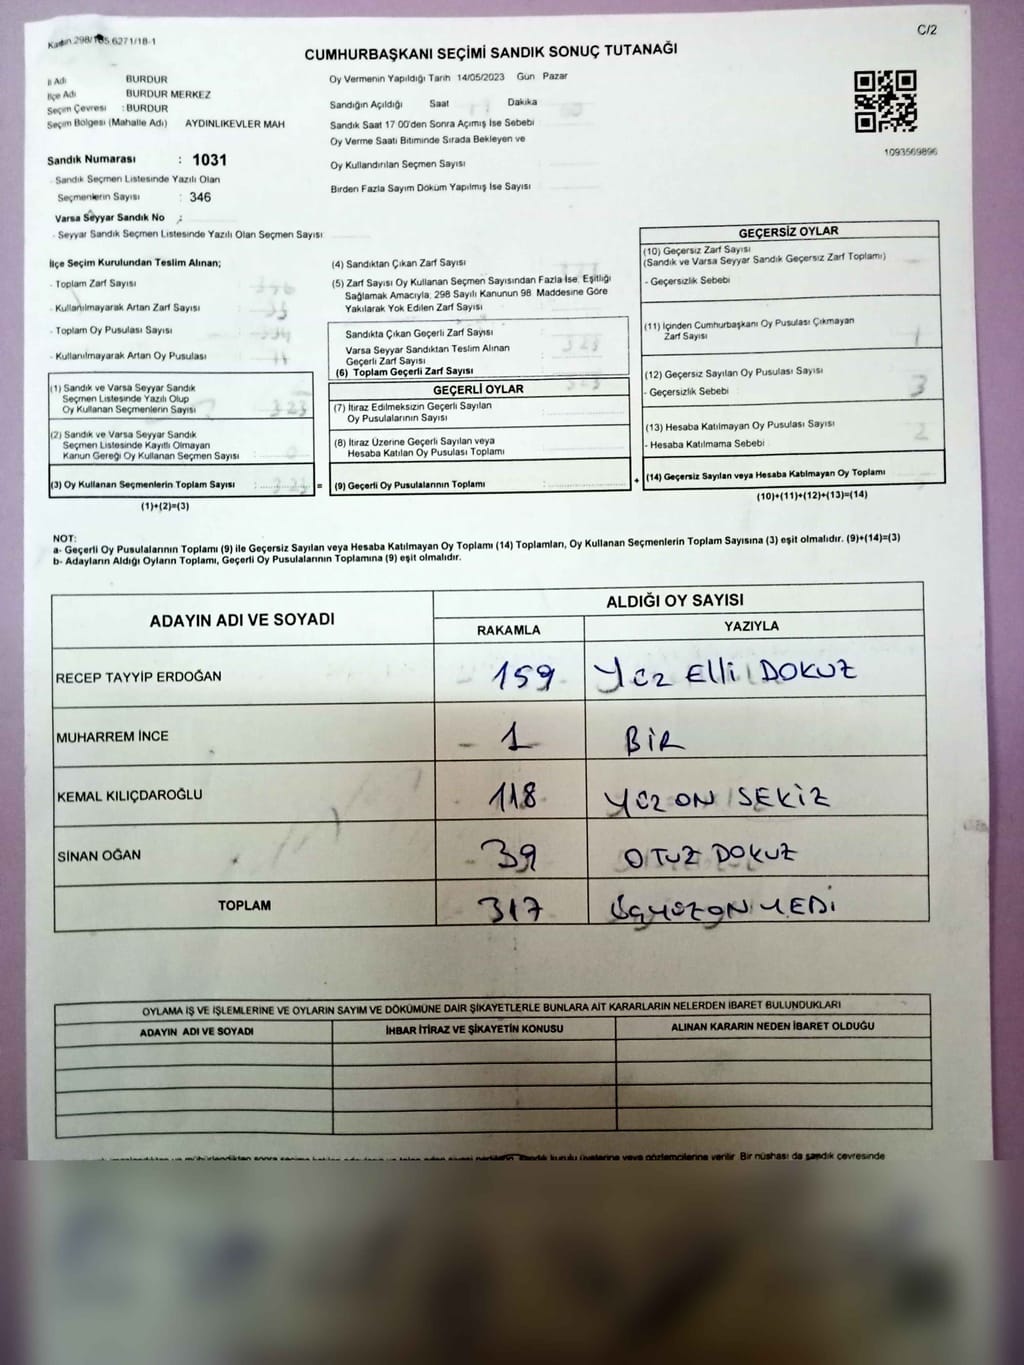 C/2
CUMHURBAŞKANI SEÇİMİ SANDIK SONUÇ TUTANAĞI
İl Adı BURDUR
İlçe Adı BURDUR MERKEZ
Seçim Çevresi : BURDUR
Seçim Bölgesi (Mahalle Adı) AYDINLIKEVLER MAH
Oy Vermenin Yapıldığı Tarih 14/05/2023 Gün Pazar
Sandığın Açıldığı Saat Dakika
Sandık Saat 17 00'den Sonra Açımış İse Sebebi
Oy Verme Saati Bitiminde Sırada Bekleyen ve
Oy Kullandırılan Seçmen Sayısı
Birden Fazla Sayım Döküm Yapılmış İse Sayısı
1093569896
Sandık Numarası : 1031
- Sandık Seçmen Listesinde Yazılı Olan
Seçmenlerin Sayısı : 346
Varsa Seyyar Sandık No :
- Seyyar Sandık Seçmen Listesinde Yazılı Olan Seçmen Sayısı
İlçe Seçim Kurulundan Teslim Alınan;
- Toplam Zarf Sayısı
- Kullanılmayarak Artan Zarf Sayısı
- Toplam Oy Pusulası Sayısı
- Kullanılmayarak Artan Oy Pusulası
(1) Sandık ve Varsa Seyyar Sandık
Seçmen Listesinde Yazılı Olup
Oy Kullanan Seçmenlerin Sayısı : 323
(2) Sandık ve Varsa Seyyar Sandık
Seçmen Listesinde Kayıtlı Olmayan
Kanun Gereği Oy Kullanan Seçmen Sayısı :
(3) Oy Kullanan Seçmenlerin Toplam Sayısı : 323 =
(1)+(2)=(3)
(4) Sandıktan Çıkan Zarf Sayısı
(5) Zarf Sayısı Oy Kullanan Seçmen Sayısından Fazla İse, Eşitliği
Sağlamak Amacıyla, 298 Sayılı Kanunun 98. Maddesine Göre
Yakılarak Yok Edilen Zarf Sayısı
Sandıkta Çıkan Geçerli Zarf Sayısı : 323
Varsa Seyyar Sandıktan Teslim Alınan
Geçerli Zarf Sayısı
(6) Toplam Geçerli Zarf Sayısı : 323
GEÇERLİ OYLAR
(7) İtiraz Edilmeksizin Geçerli Sayılan
Oy Pusulalarının Sayısı :
(8) İtiraz Üzerine Geçerli Sayılan veya
Hesaba Katılan Oy Pusulası Toplamı :
(9) Geçerli Oy Pusulalarının Toplamı : +
GEÇERSİZ OYLAR
(10) Geçersiz Zarf Sayısı
(Sandık ve Varsa Seyyar Sandık Geçersiz Zarf Toplamı)
- Geçersizlik Sebebi
(11) İçinden Cumhurbaşkanı Oy Pusulası Çıkmayan
Zarf Sayısı 1
(12) Geçersiz Sayılan Oy Pusulası Sayısı 3
- Geçersizlik Sebebi :
(13) Hesaba Katılmayan Oy Pusulası Sayısı 2
- Hesaba Katılmama Sebebi
(14) Geçersiz Sayılan veya Hesaba Katılmayan Oy Toplamı
(10)+(11)+(12)+(13)=(14)
NOT:
a- Geçerli Oy Pusulalarının Toplamı (9) ile Geçersiz Sayılan veya Hesaba Katılmayan Oy Toplamı (14) Toplamları, Oy Kullanan Seçmenlerin Toplam Sayısına (3) eşit olmalıdır. (9)+(14)=(3)
b- Adayların Aldığı Oyların Toplamı, Geçerli Oy Pusulalarının Toplamına (9) eşit olmalıdır.
ADAYIN ADI VE SOYADI
ALDIĞI OY SAYISI
RAKAMLA YAZIYLA
RECEP TAYYİP ERDOĞAN 159 YÜZ Elli DOKUZ
MUHARREM İNCE 1 BİR
KEMAL KILIÇDAROĞLU 118 YÜZ ON SEKİZ
SİNAN OĞAN 39 OTUZ DOKUZ
TOPLAM 317 ÜÇYÜZON YEDİ
OYLAMA İŞ VE İŞLEMLERİNE VE OYLARIN SAYIM VE DÖKÜMÜNE DAİR ŞİKAYETLERLE BUNLARA AİT KARARLARIN NELERDEN İBARET BULUNDUKLARI
ADAYIN ADI VE SOYADI İHBAR İTİRAZ VE ŞİKAYETİN KONUSU ALINAN KARARIN NEDEN İBARET OLDUĞU
sandık kurulu üyelerine veya gözlemcilerine verilir. Bir nüshası da sandık çevresinde